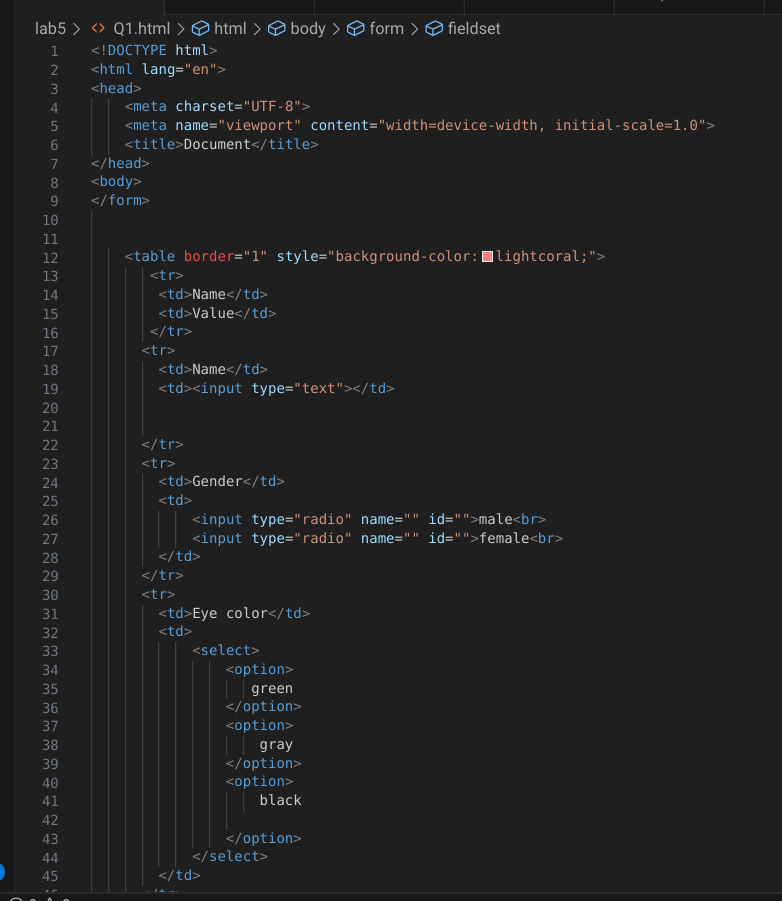 lab5 > <> Q1.html > html > body > form > fieldset
1 <!DOCTYPE html>
2 <html lang="en">
3 <head>
4 <meta charset="UTF-8">
5 <meta name="viewport" content="width=device-width, initial-scale=1.0">
6 <title>Document</title>
7 </head>
8 <body>
9 </form>
10
11
12 <table border="1" style="background-color: lightcoral;">
13 <tr>
14 <td>Name</td>
15 <td>Value</td>
16 </tr>
17 <tr>
18 <td>Name</td>
19 <td><input type="text"></td>
20
21
22 </tr>
23 <tr>
24 <td>Gender</td>
25 <td>
26 <input type="radio" name="" id="">male<br>
27 <input type="radio" name="" id="">female<br>
28 </td>
29 </tr>
30 <tr>
31 <td>Eye color</td>
32 <td>
33 <select>
34 <option>
35 green
36 </option>
37 <option>
38 gray
39 </option>
40 <option>
41 black
42
43 </option>
44 </select>
45 </td>